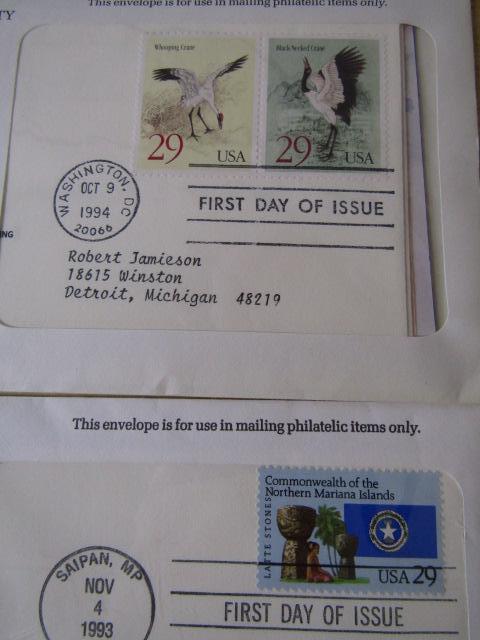 This envelope is for use in mailing philatelic items only.
TY
Whooping Crane
Black Necked Crane
29 USA
29 USA
WASHINGTON, DC
OCT 9
1994
20066
FIRST DAY OF ISSUE
ING
Robert Jamieson
18615 Winston
Detroit, Michigan 48219
This envelope is for use in mailing philatelic items only.
Commonwealth of the
Northern Mariana Islands
LATTE STONES
USA 29
SAIPAN, MP
NOV
4
1993
FIRST DAY OF ISSUE